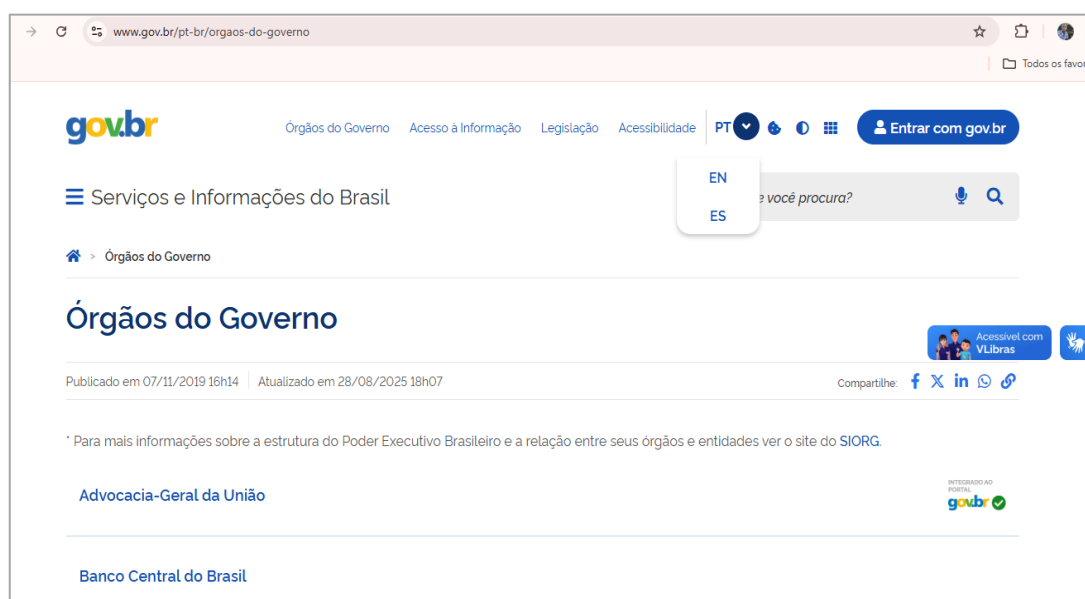 www.gov.br/pt-br/orgaos-do-governo
Todos os favor
gov.br
Órgãos do Governo Acesso à Informação Legislação Acessibilidade PT Entrar com gov.br
EN
ES
Serviços e Informações do Brasil
você procura?
Órgãos do Governo
Órgãos do Governo
Acessível com
VLibras
Publicado em 07/11/2019 16h14 Atualizado em 28/08/2025 18h07
Compartilhe:
* Para mais informações sobre a estrutura do Poder Executivo Brasileiro e a relação entre seus órgãos e entidades ver o site do SIORG.
Advocacia-Geral da União
INTEGRADO AO
PORTAL
gov.br
Banco Central do Brasil